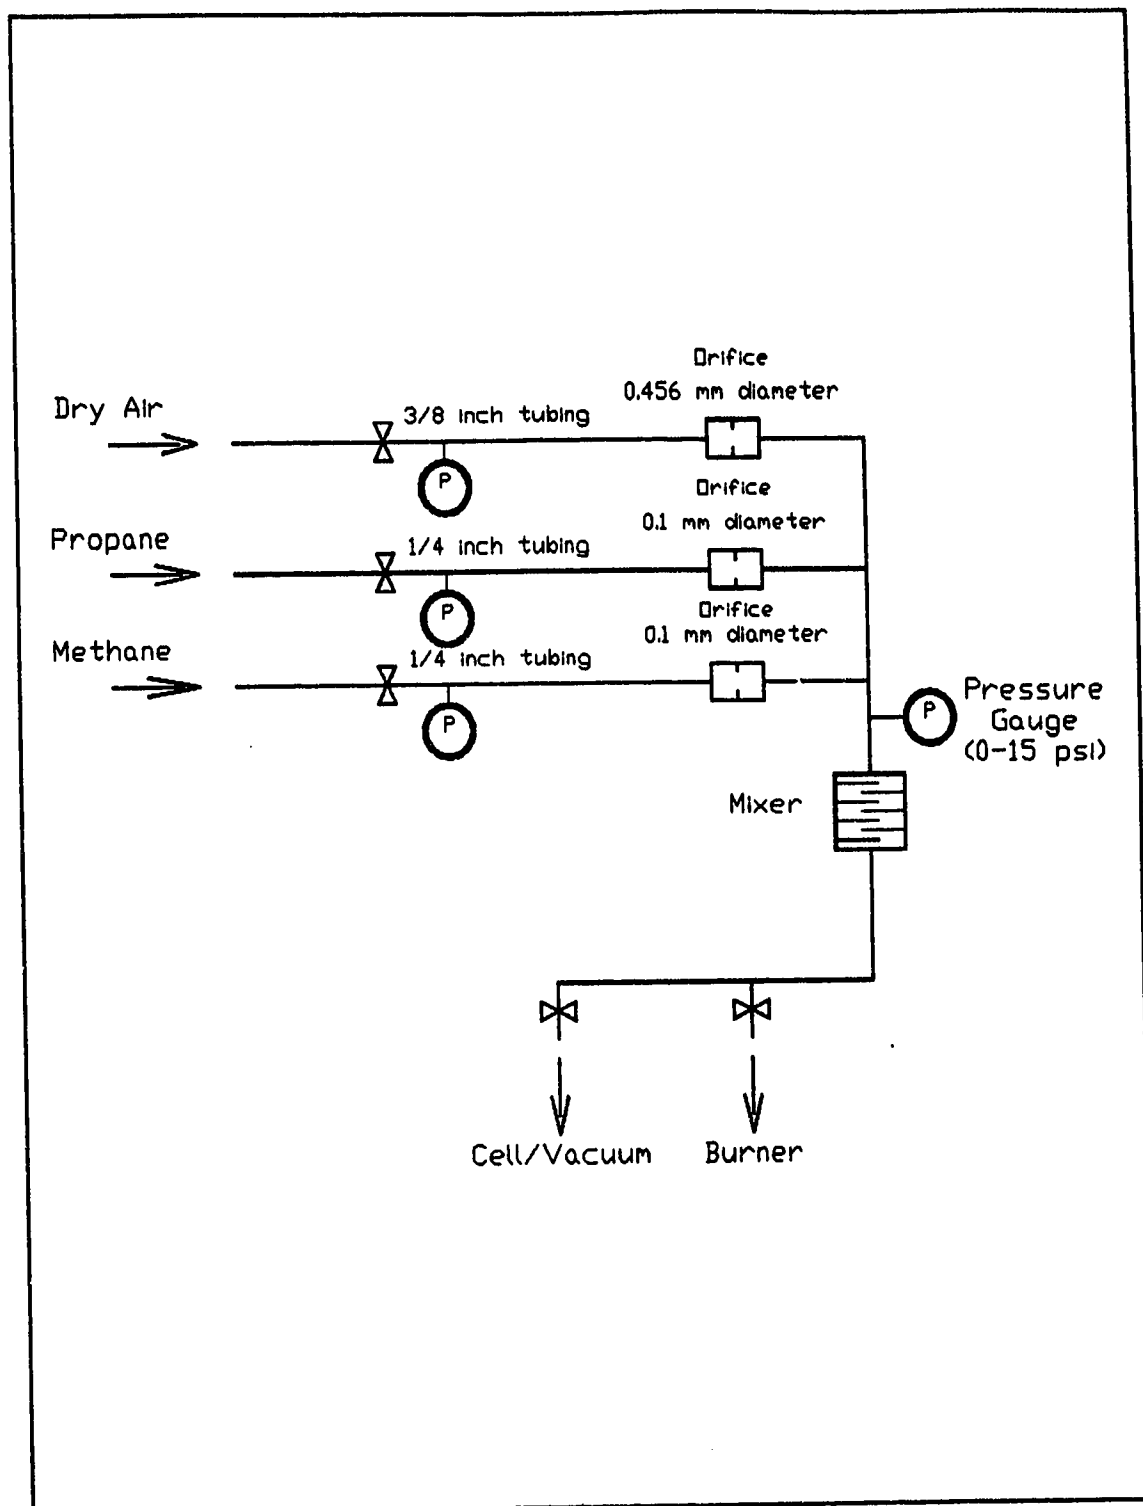 Orifice
0.456 mm diameter
Dry Air
3/8 inch tubing
P
Orifice
0.1 mm diameter
Propane
1/4 inch tubing
P
Orifice
0.1 mm diameter
Methane
1/4 inch tubing
P
P
Pressure
Gauge
(0-15 psi)
Mixer
Cell/Vacuum
Burner